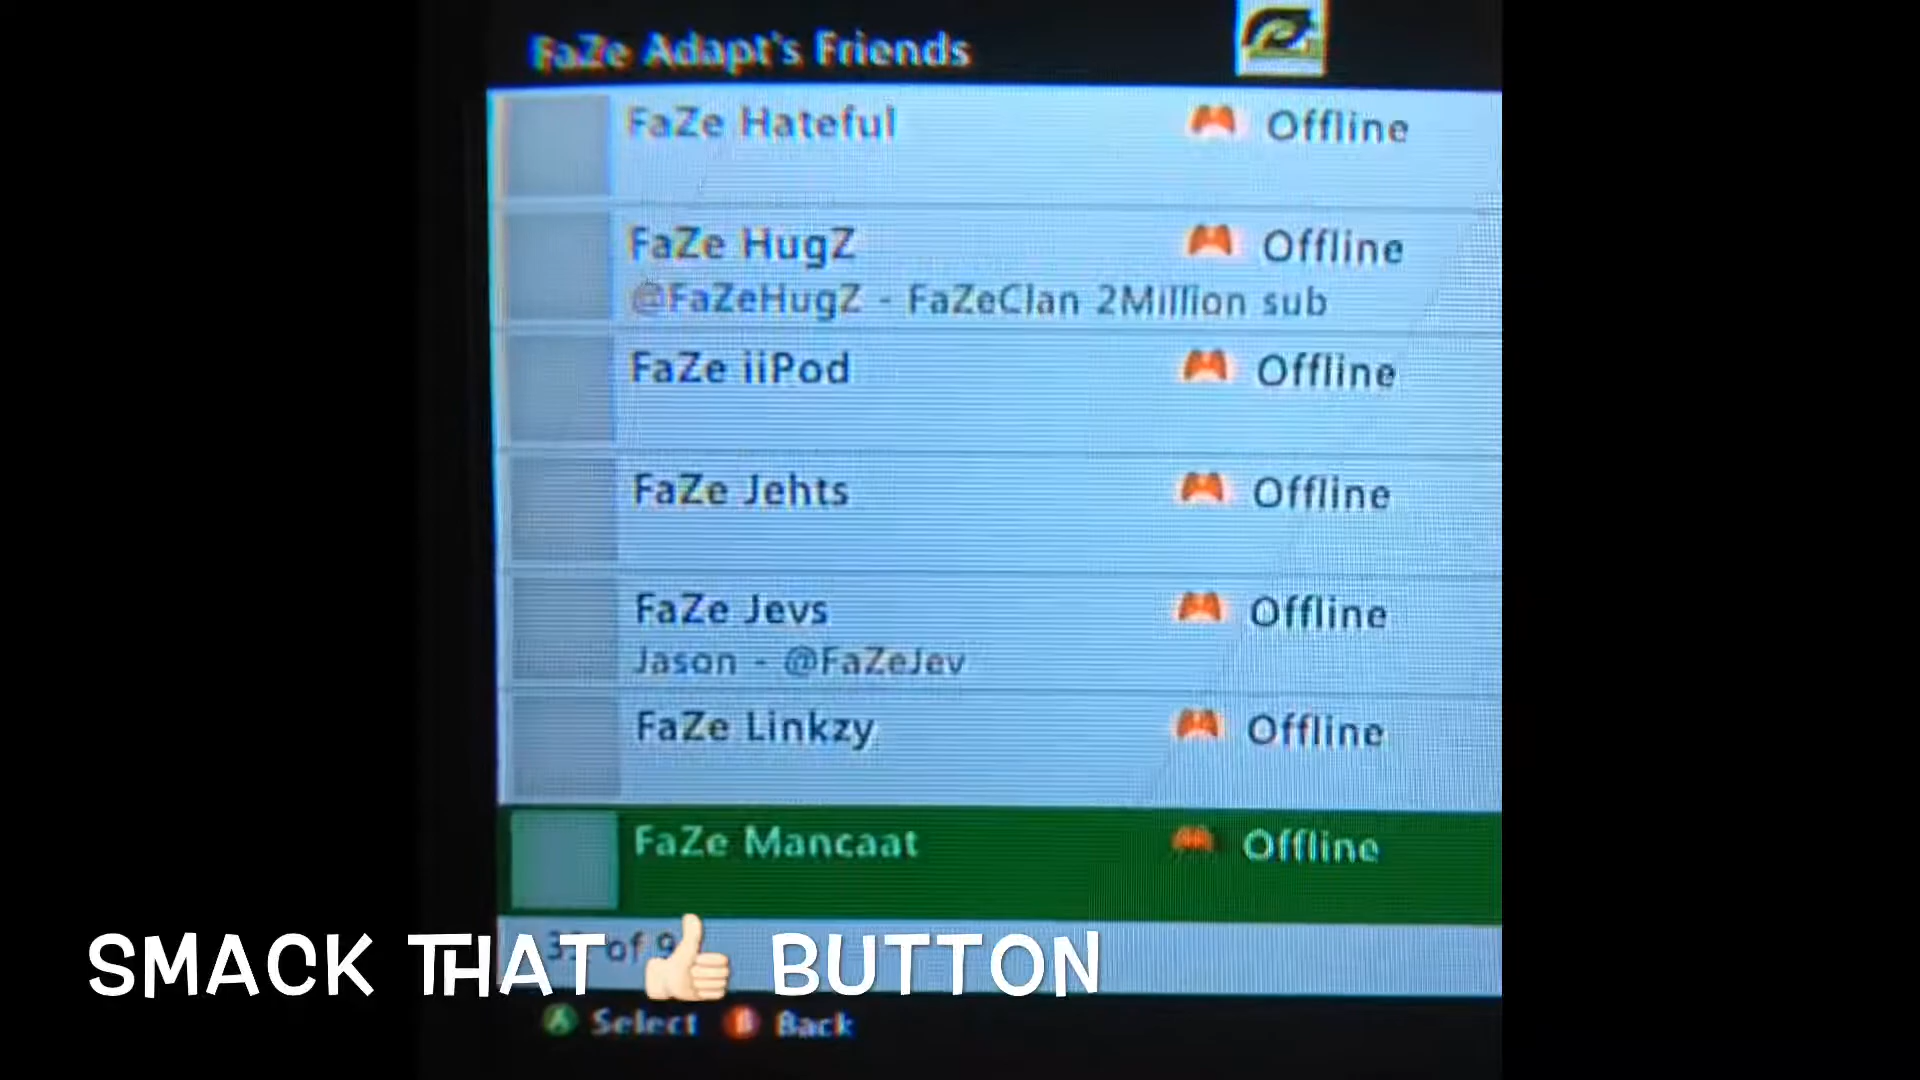 FaZe Adapt's Friends
FaZe Hateful Offline
FaZe HugZ Offline
@FaZeHugZ - FaZeClan 2Million sub
FaZe iiPod Offline
FaZe Jehts Offline
FaZe Jevs Offline
Jason - @FaZeJev
FaZe Linkzy Offline
FaZe Mancaat Offline
of
SMACK THAT 👍🏻 BUTTON
A Select B Back